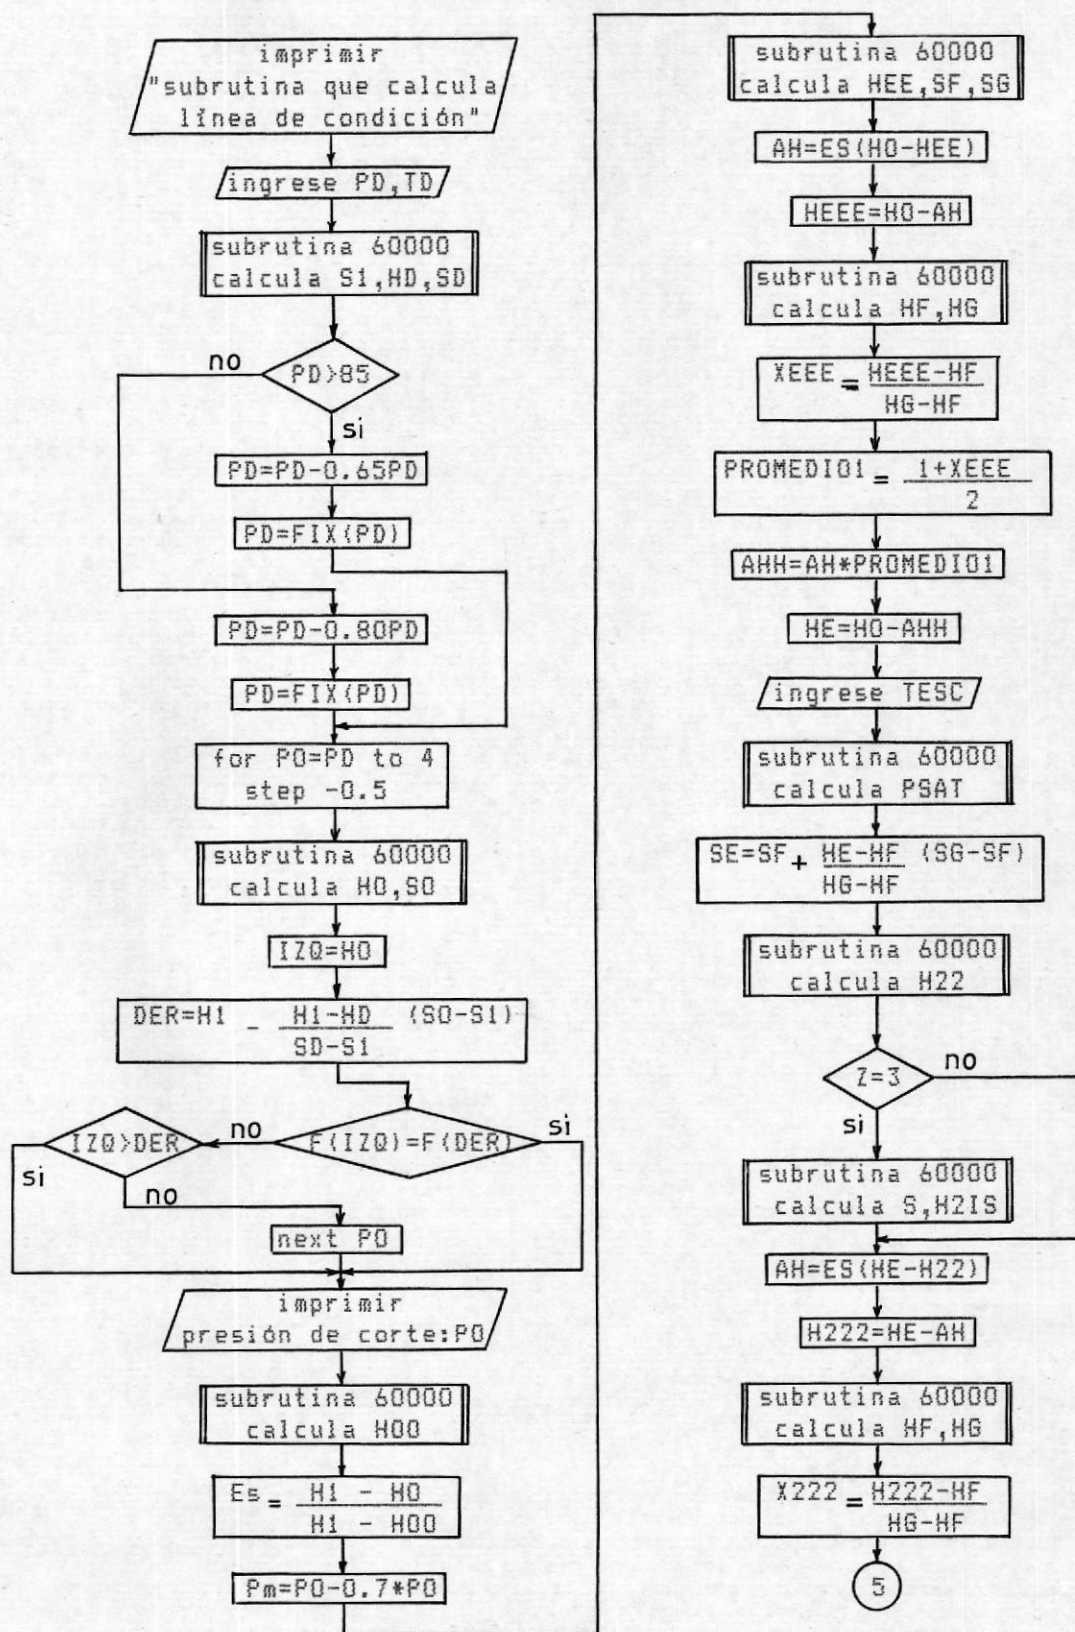 imprimir
"subrutina que calcula
línea de condición"
ingrese PD,TD
subrutina 60000
calcula S1,HD,SD
PD>85
no
si
PD=PD-0.65PD
PD=FIX(PD)
PD=PD-0.80PD
PD=FIX(PD)
for PO=PD to 4
step -0.5
subrutina 60000
calcula HO,SO
IZQ=HO
DER=H1 - H1-HD (SO-S1)
SD-S1
F(IZQ)=F(DER)
si
no
IZQ>DER
si
no
next PO
imprimir
presión de corte:PO
subrutina 60000
calcula HOO
Es = H1 - HO
H1 - HOO
Pm=PO-0.7*PO
subrutina 60000
calcula HEE,SF,SG
AH=ES(HO-HEE)
HEEE=HO-AH
subrutina 60000
calcula HF,HG
XEEE = HEEE-HF
HG-HF
PROMEDIO1 = 1+XEEE
2
AHH=AH*PROMEDIO1
HE=HO-AHH
ingrese TESC
subrutina 60000
calcula PSAT
SE=SF + HE-HF (SG-SF)
HG-HF
subrutina 60000
calcula H22
Z=3
no
si
subrutina 60000
calcula S,H2IS
AH=ES(HE-H22)
H222=HE-AH
subrutina 60000
calcula HF,HG
X222 = H222-HF
HG-HF
5